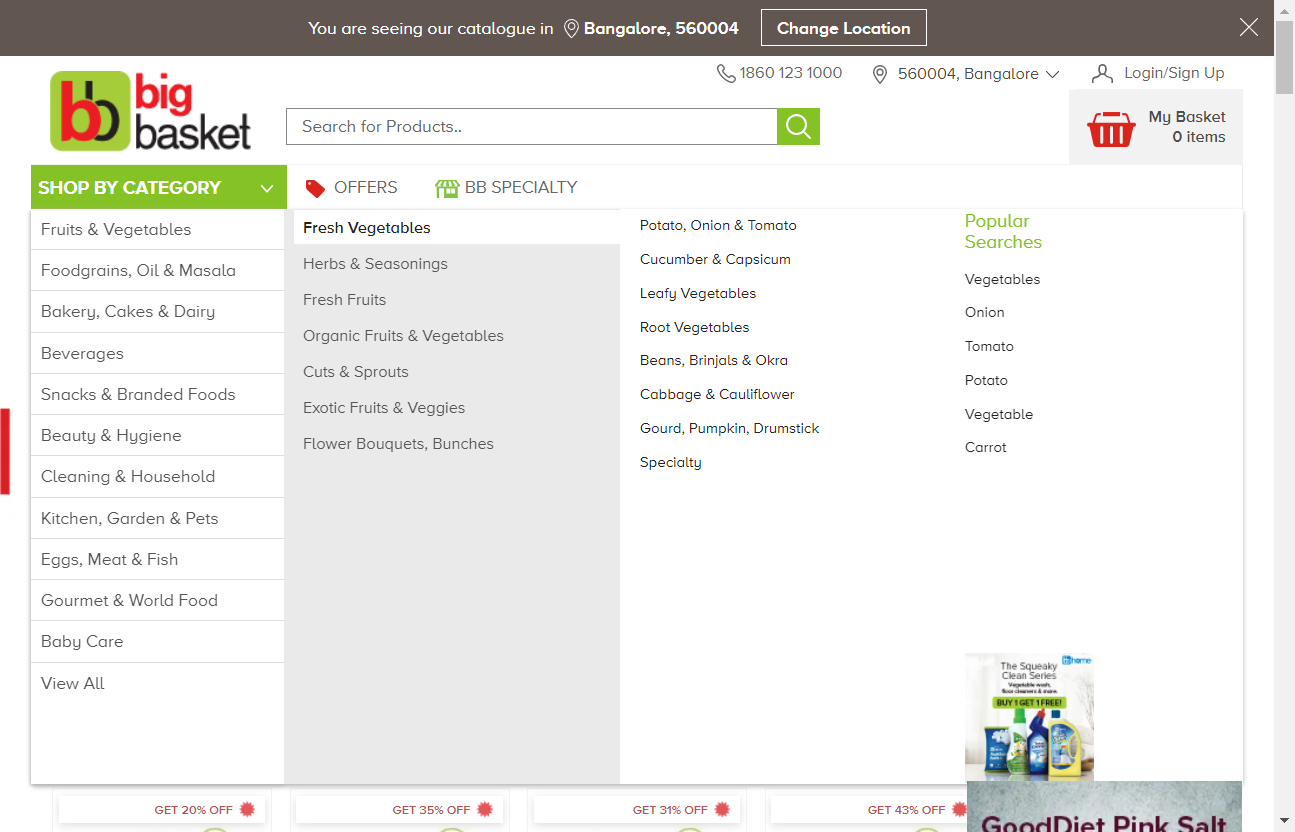 You are seeing our catalogue in Bangalore, 560004 Change Location
1860 123 1000 560004, Bangalore Login/Sign Up
big
basket
Search for Products..
My Basket
0 items
SHOP BY CATEGORY OFFERS BB SPECIALTY
Fruits & Vegetables
Foodgrains, Oil & Masala
Bakery, Cakes & Dairy
Beverages
Snacks & Branded Foods
Beauty & Hygiene
Cleaning & Household
Kitchen, Garden & Pets
Eggs, Meat & Fish
Gourmet & World Food
Baby Care
View All
Fresh Vegetables
Herbs & Seasonings
Fresh Fruits
Organic Fruits & Vegetables
Cuts & Sprouts
Exotic Fruits & Veggies
Flower Bouquets, Bunches
Potato, Onion & Tomato
Cucumber & Capsicum
Leafy Vegetables
Root Vegetables
Beans, Brinjals & Okra
Cabbage & Cauliflower
Gourd, Pumpkin, Drumstick
Specialty
Popular
Searches
Vegetables
Onion
Tomato
Potato
Vegetable
Carrot
home
The Squeaky
Clean Series
Vegetable wash,
floor cleaners & more.
BUY 1 GET 1 FREE!
GET 20% OFF GET 35% OFF GET 31% OFF GET 43% OFF
GoodDiet Pink Salt